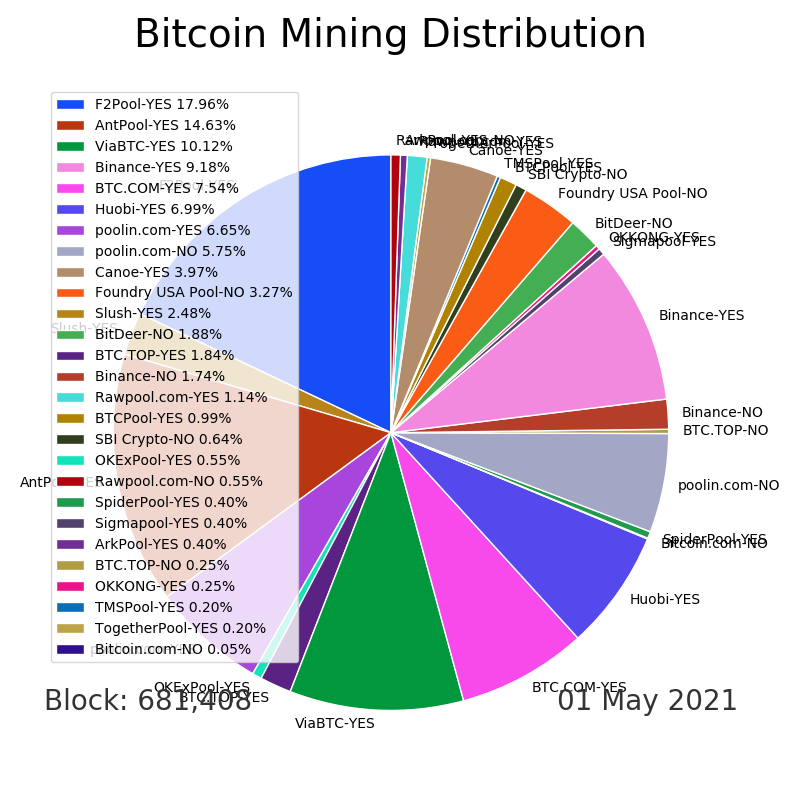 Bitcoin Mining Distribution
F2Pool-YES 17.96%
AntPool-YES 14.63%
ViaBTC-YES 10.12%
Binance-YES 9.18%
BTC.COM-YES 7.54%
Huobi-YES 6.99%
poolin.com-YES 6.65%
poolin.com-NO 5.75%
Canoe-YES 3.97%
Foundry USA Pool-NO 3.27%
Slush-YES 2.48%
BitDeer-NO 1.88%
BTC.TOP-YES 1.84%
Binance-NO 1.74%
Rawpool.com-YES 1.14%
BTCPool-YES 0.99%
SBI Crypto-NO 0.64%
OKExPool-YES 0.55%
Rawpool.com-NO 0.55%
SpiderPool-YES 0.40%
Sigmapool-YES 0.40%
ArkPool-YES 0.40%
BTC.TOP-NO 0.25%
OKKONG-YES 0.25%
TMSPool-YES 0.20%
TogetherPool-YES 0.20%
Bitcoin.com-NO 0.05%
Canoe-YES
TMSPool-YES
BTCPool-YES
SBI Crypto-NO
Foundry USA Pool-NO
BitDeer-NO
OKKONG-YES
Sigmapool-YES
Binance-YES
Binance-NO
BTC.TOP-NO
poolin.com-NO
SpiderPool-YES
Bitcoin.com-NO
Huobi-YES
BTC.COM-YES
ViaBTC-YES
BTC.TOP-YES
OKExPool-YES
AntPool-YES
Slush-YES
F2Pool-YES
Block: 681,408
01 May 2021